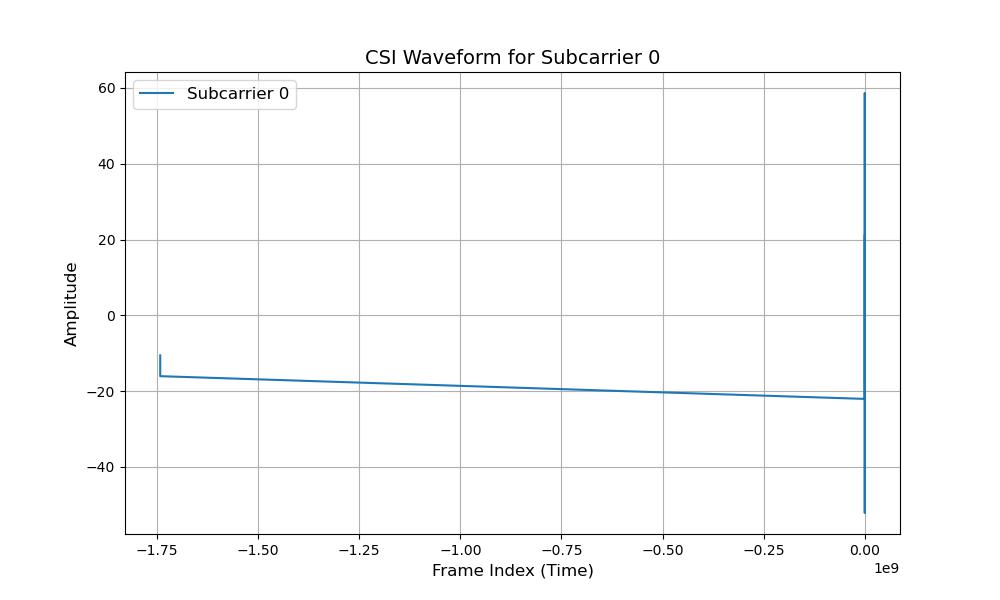 CSI Waveform for Subcarrier 0
Subcarrier 0
60
40
20
0
−20
−40
Amplitude
−1.75 −1.50 −1.25 −1.00 −0.75 −0.50 −0.25 0.00
1e9
Frame Index (Time)